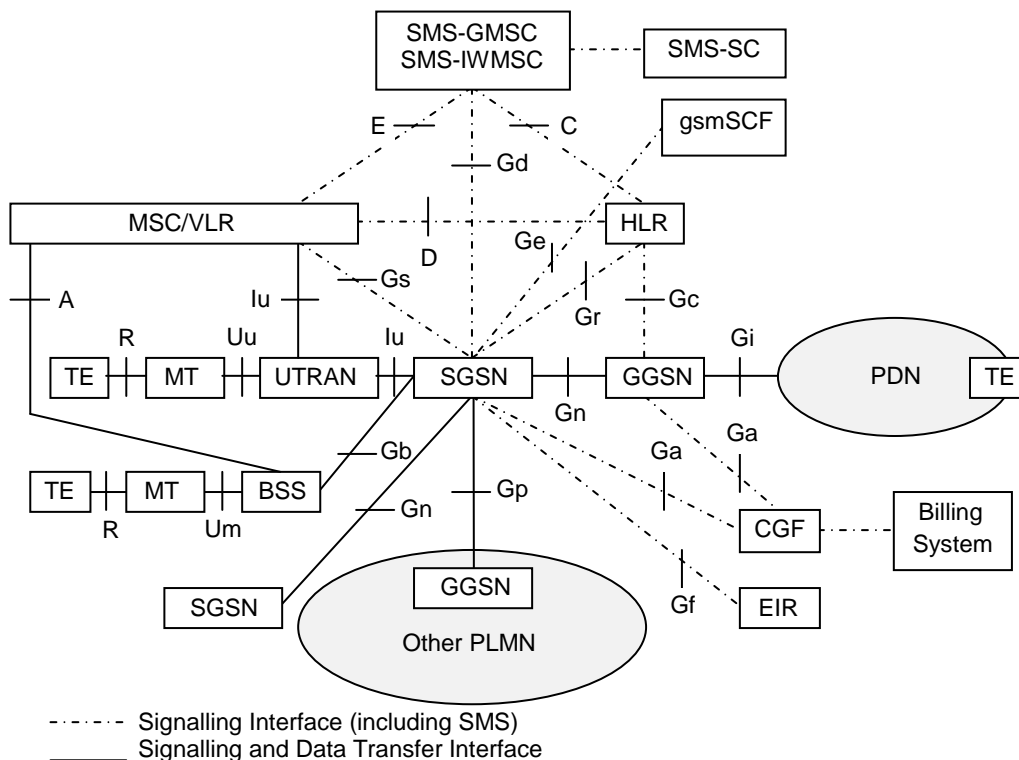 SMS-GMSC
SMS-IWMSC
SMS-SC
gsmSCF
E
C
Gd
MSC/VLR
HLR
D
Ge
Gs
Gr
Gc
A
Iu
R
Uu
Iu
Gi
TE
MT
UTRAN
SGSN
GGSN
PDN
TE
Gn
Ga
Ga
Gb
TE
MT
BSS
R
Um
Gn
Gp
CGF
Billing
System
SGSN
GGSN
Gf
EIR
Other PLMN
Signalling Interface (including SMS)
Signalling and Data Transfer Interface